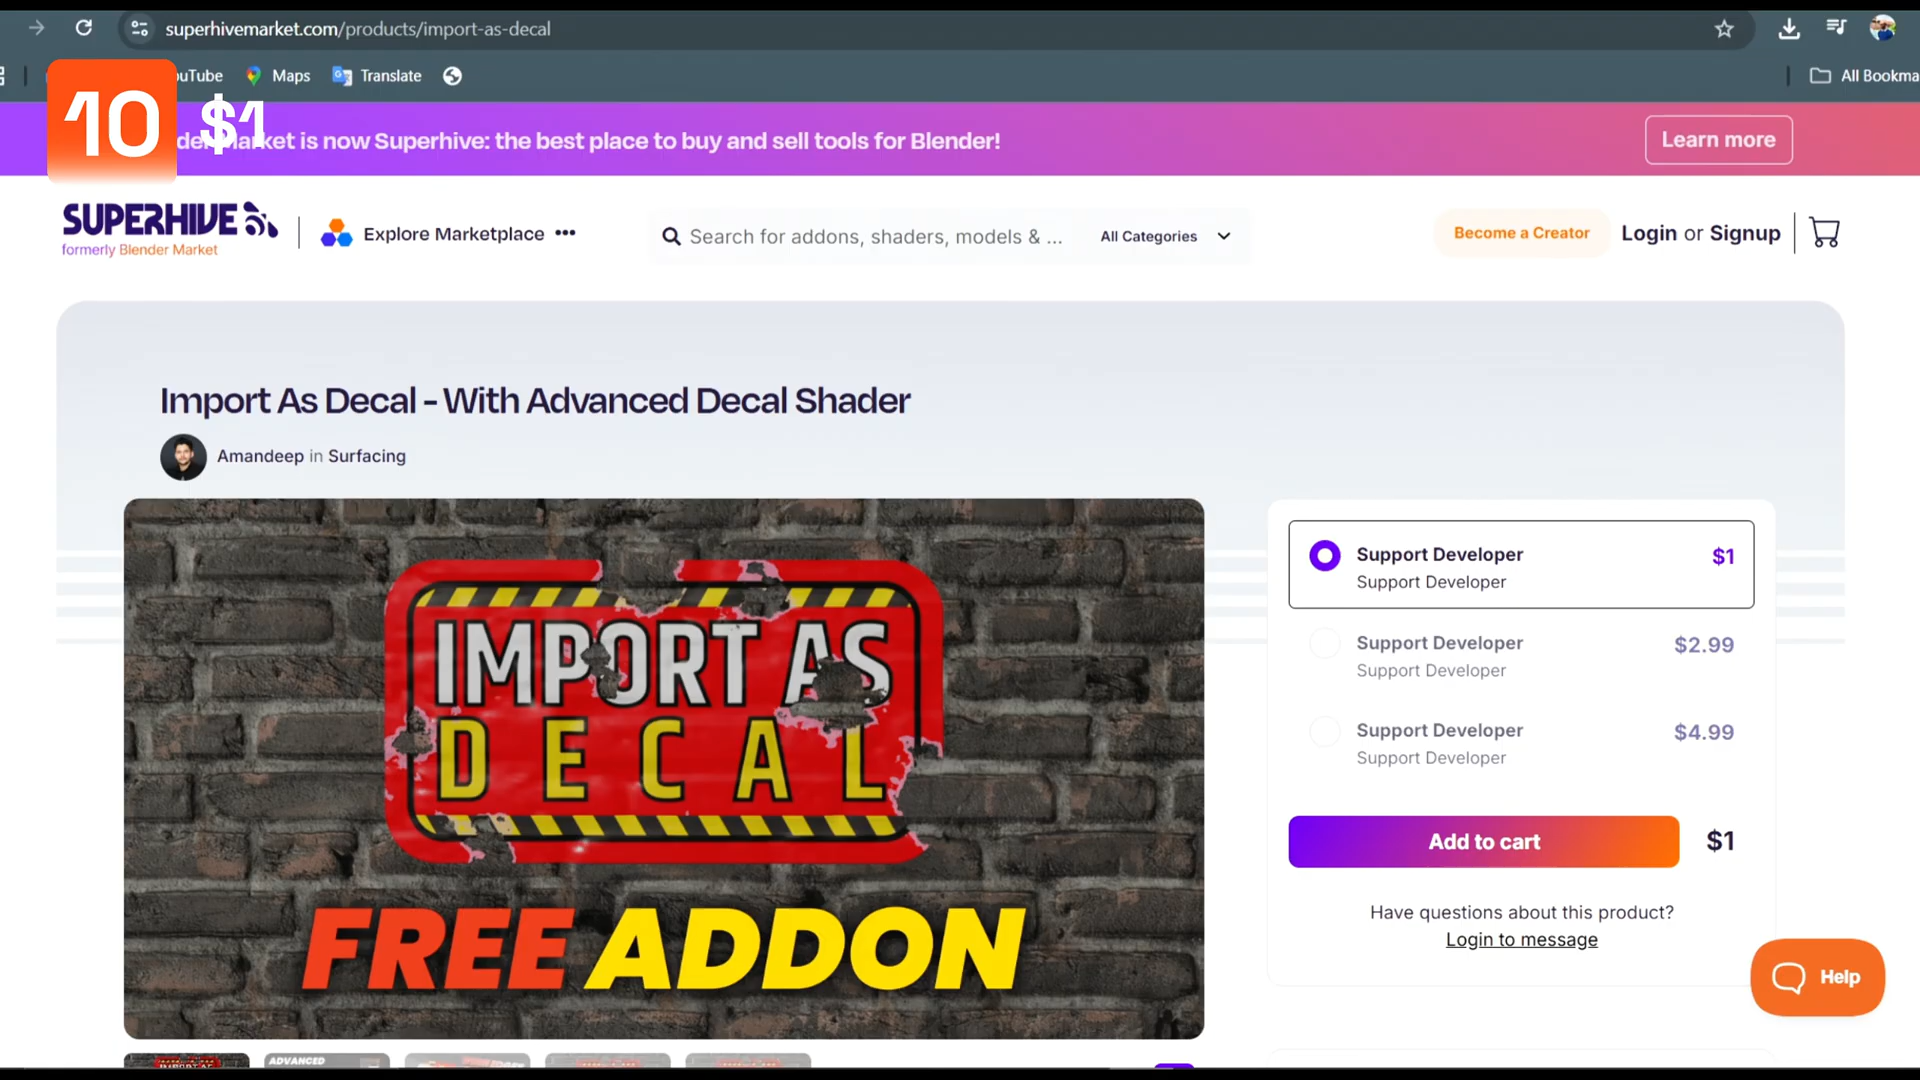 superhivemarket.com/products/import-as-decal
Maps
Translate
All Bookma
10
$1
ket is now Superhive: the best place to buy and sell tools for Blender!
Learn more
SUPERHIVE
formerly Blender Market
Explore Marketplace •••
Search for addons, shaders, models & ...
All Categories
Become a Creator
Login or Signup
Import As Decal - With Advanced Decal Shader
Amandeep in Surfacing
IMPORT AS
DECAL
FREE ADDON
Support Developer
$1
Support Developer
Support Developer
$2.99
Support Developer
Support Developer
$4.99
Support Developer
Add to cart
$1
Have questions about this product?
Login to message
Help
ADVANCED